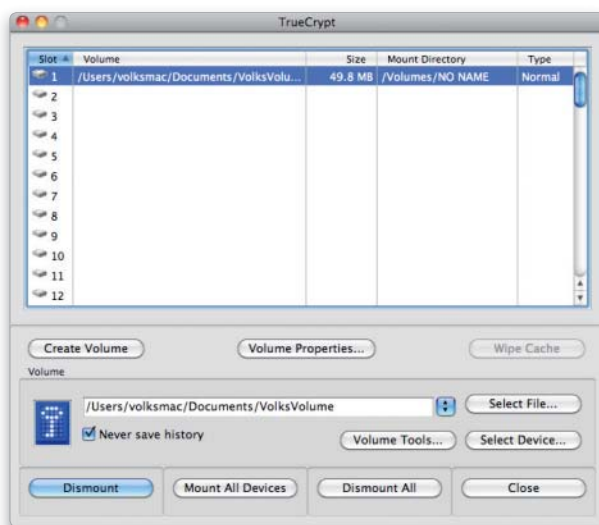 TrueCrypt
Slot Volume Size Mount Directory Type
1 /Users/volksmac/Documents/VolksVolu... 49.8 MB /Volumes/NO NAME Normal
2
3
4
5
6
7
8
9
10
11
12
Create Volume Volume Properties... Wipe Cache
Volume
/Users/volksmac/Documents/VolksVolume Select File...
Never save history Volume Tools... Select Device...
Dismount Mount All Devices Dismount All Close